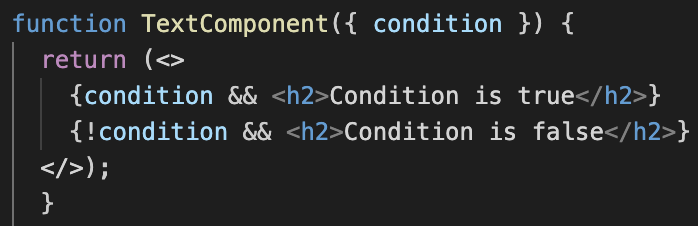 function TextComponent({ condition }) {
  return (<>
    {condition && <h2>Condition is true</h2>}
    {!condition && <h2>Condition is false</h2>}
  </>);
  }